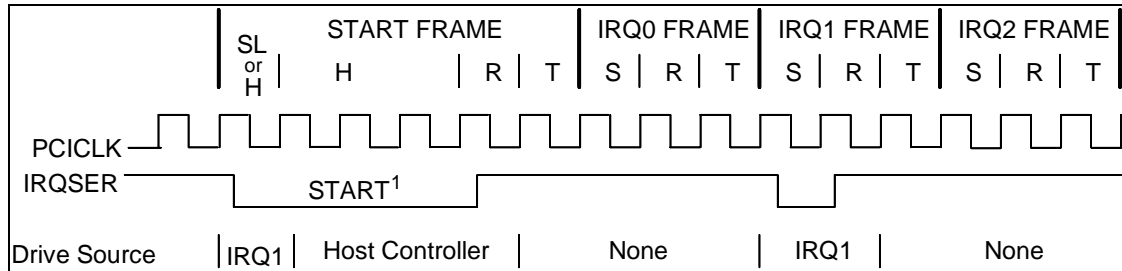 START FRAME IRQ0 FRAME IRQ1 FRAME IRQ2 FRAME
SL
or
H
H R T S R T S R T S R T
PCICLK
IRQSER
START1
Drive Source IRQ1 Host Controller None IRQ1 None